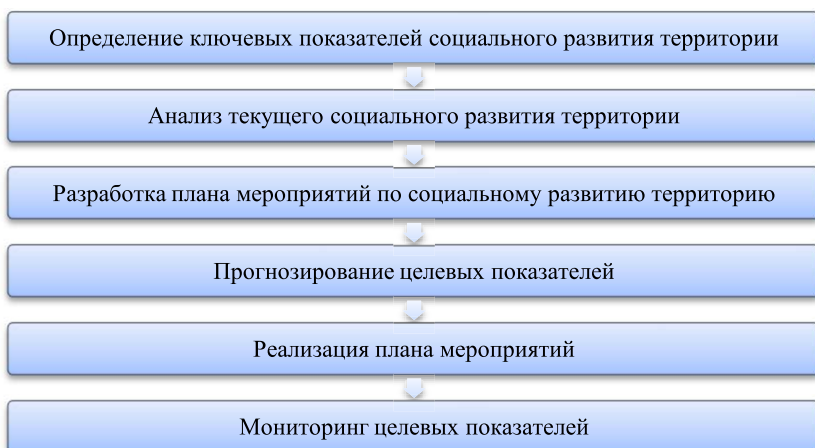 Определение ключевых показателей социального развития территории
Анализ текущего социального развития территории
Разработка плана мероприятий по социальному развитию территорию
Прогнозирование целевых показателей
Реализация плана мероприятий
Мониторинг целевых показателей